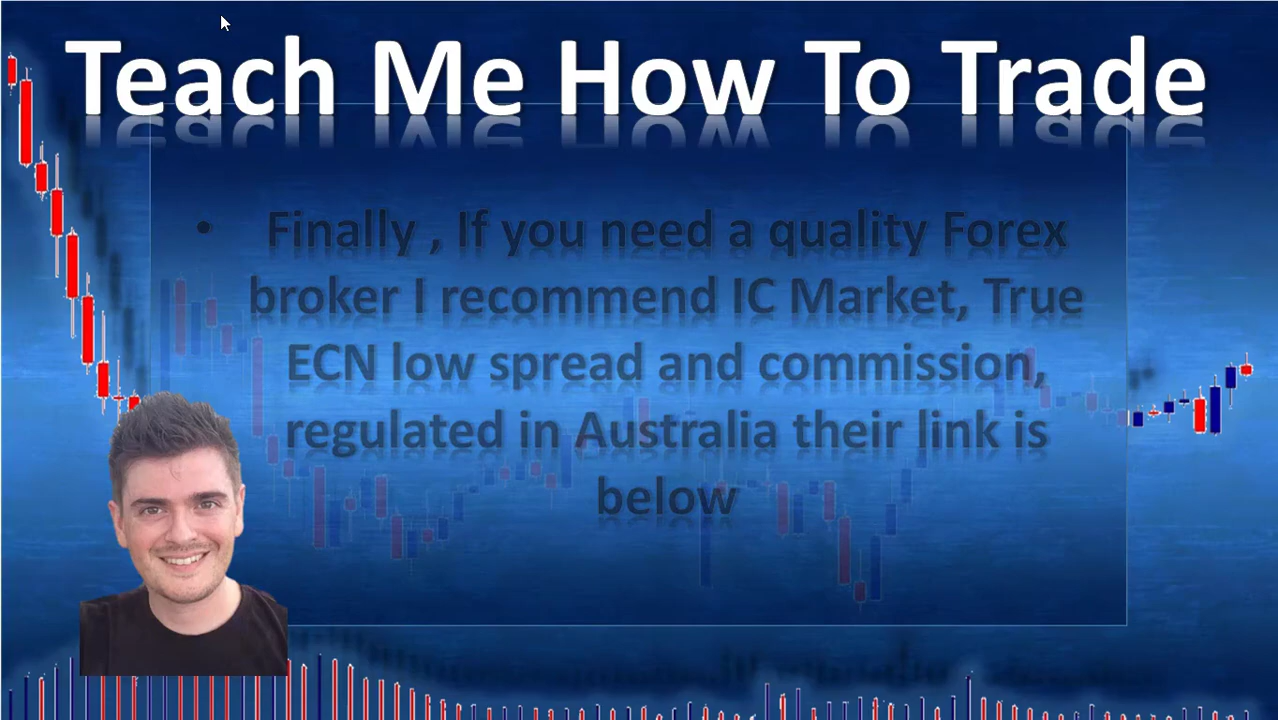 Teach Me How To Trade
• Finally , If you need a quality Forex
broker I recommend IC Market, True
ECN low spread and commission,
regulated in Australia their link is
below